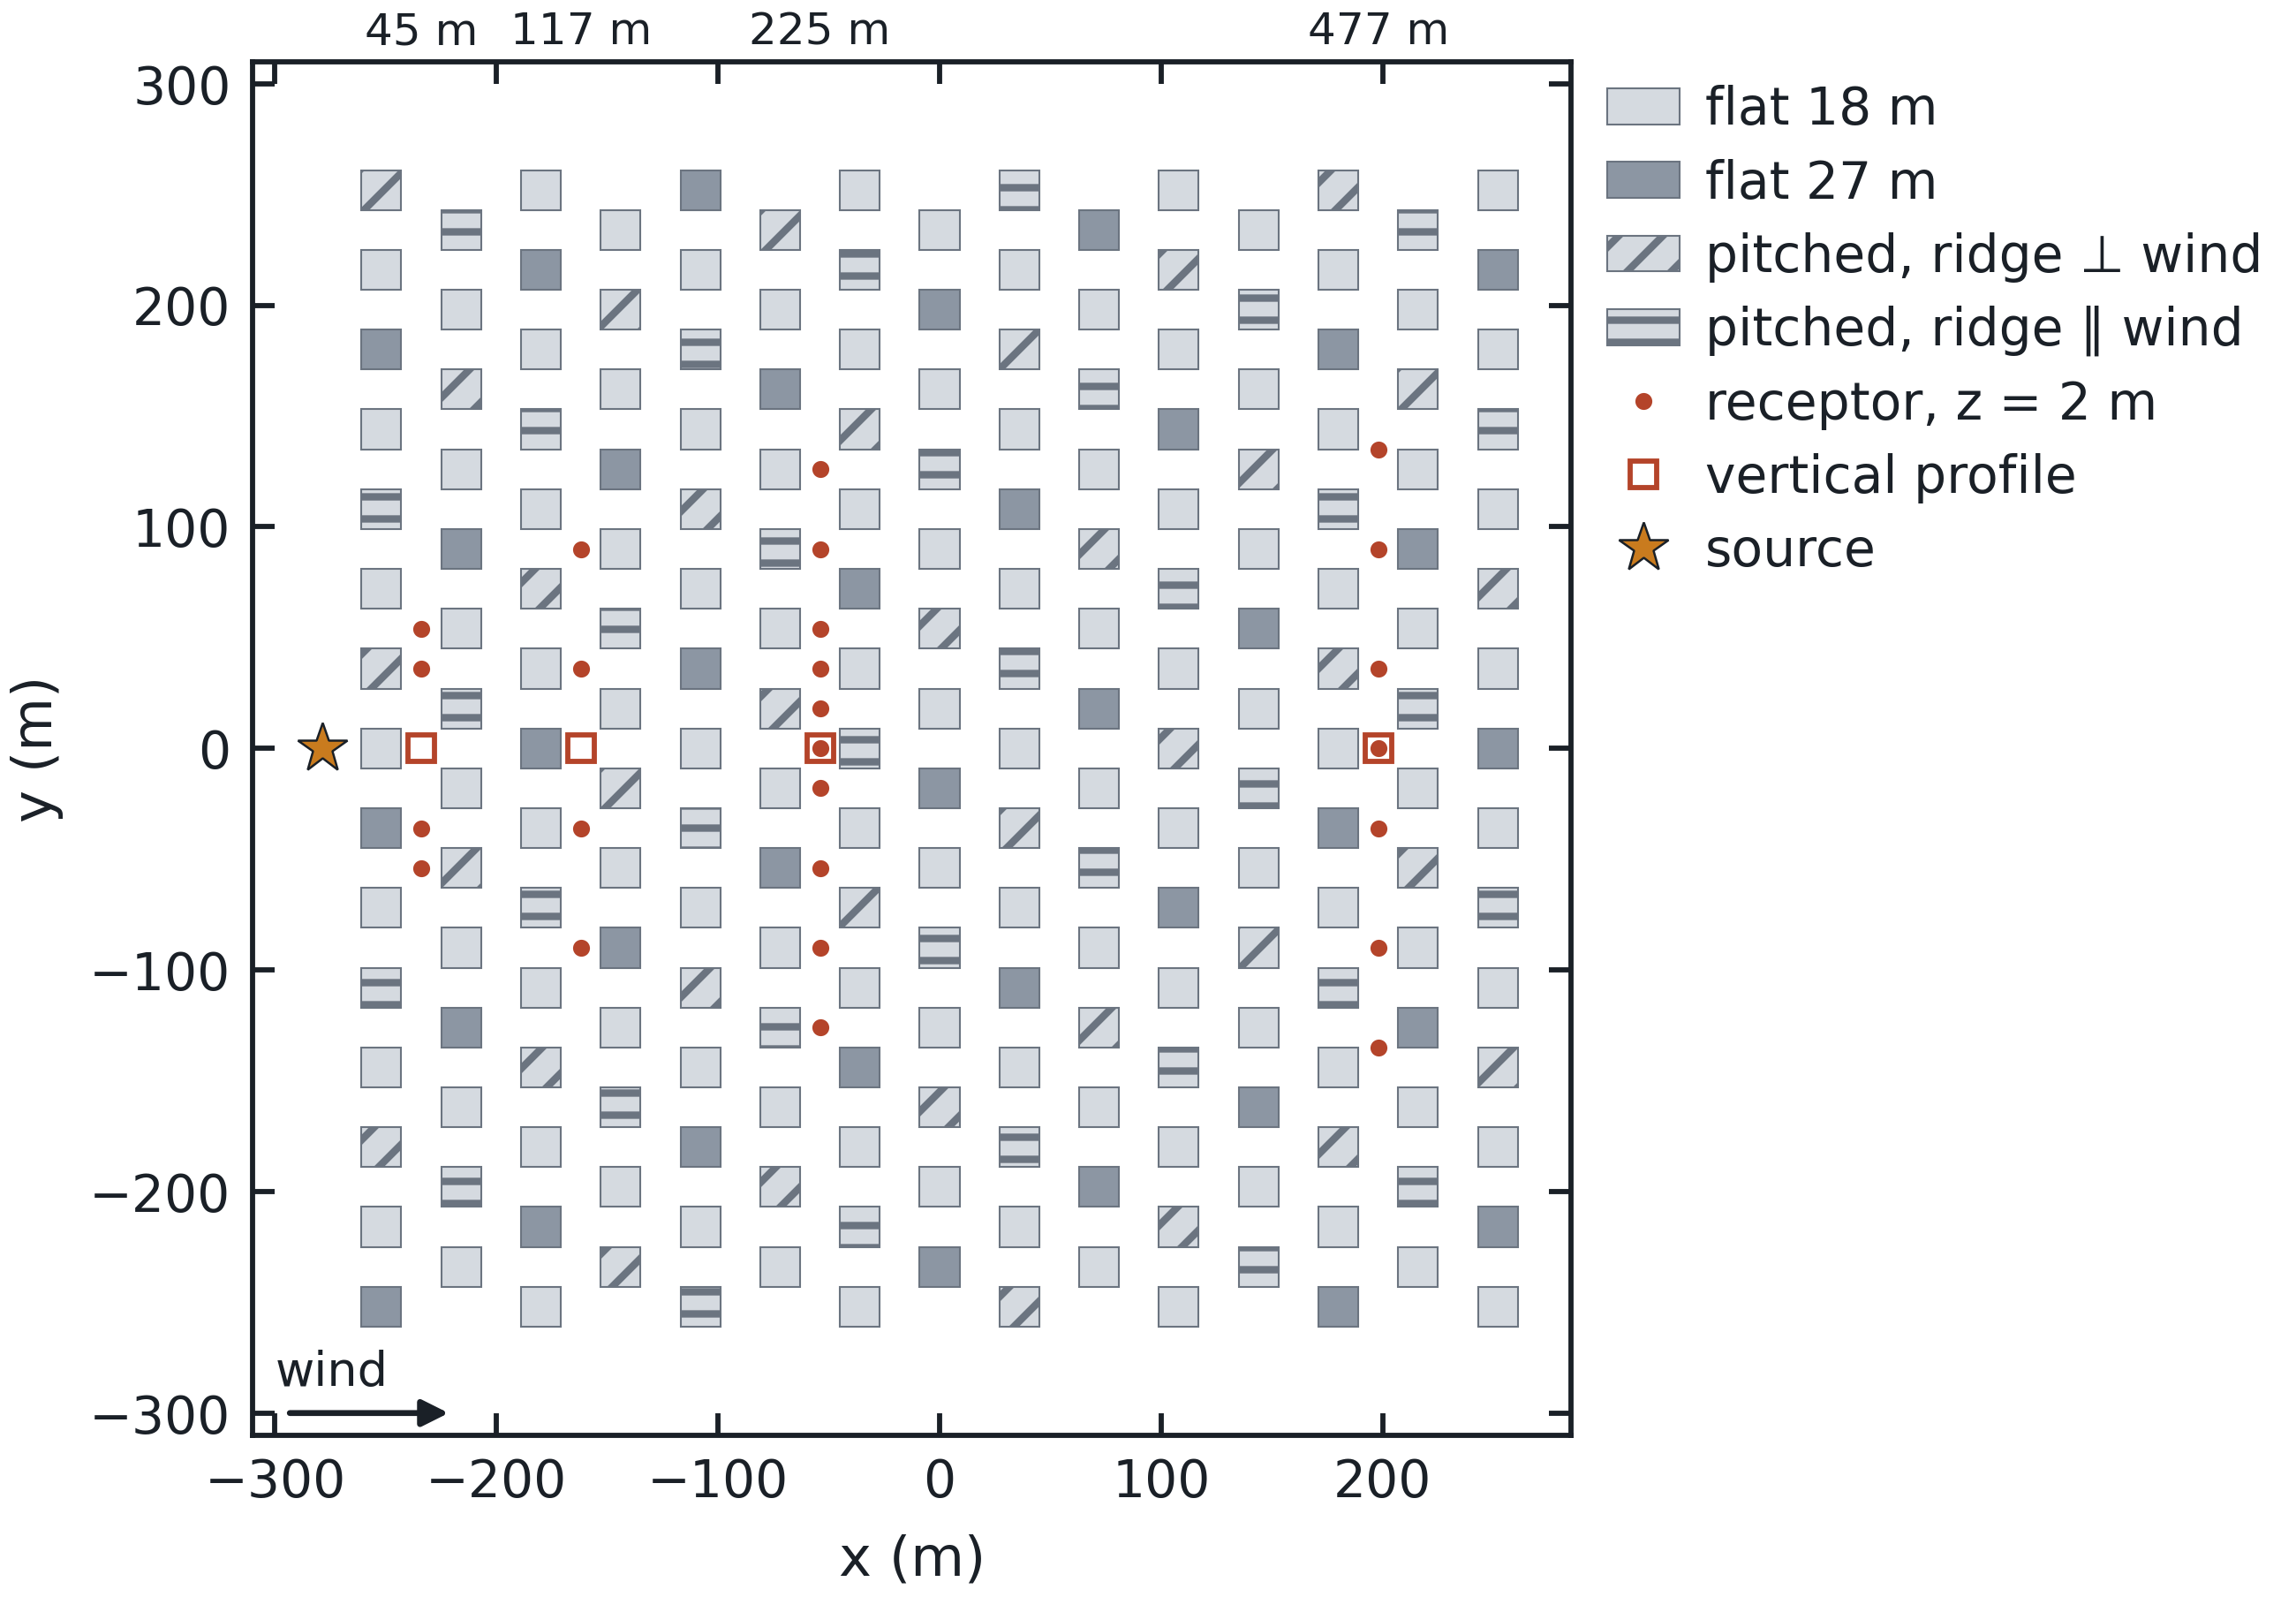 45 m 117 m 225 m 477 m
300
200
100
0
−100
−200
−300
y (m)
wind
−300 −200 −100 0 100 200
x (m)
flat 18 m
flat 27 m
pitched, ridge ⊥ wind
pitched, ridge ∥ wind
receptor, z = 2 m
vertical profile
source